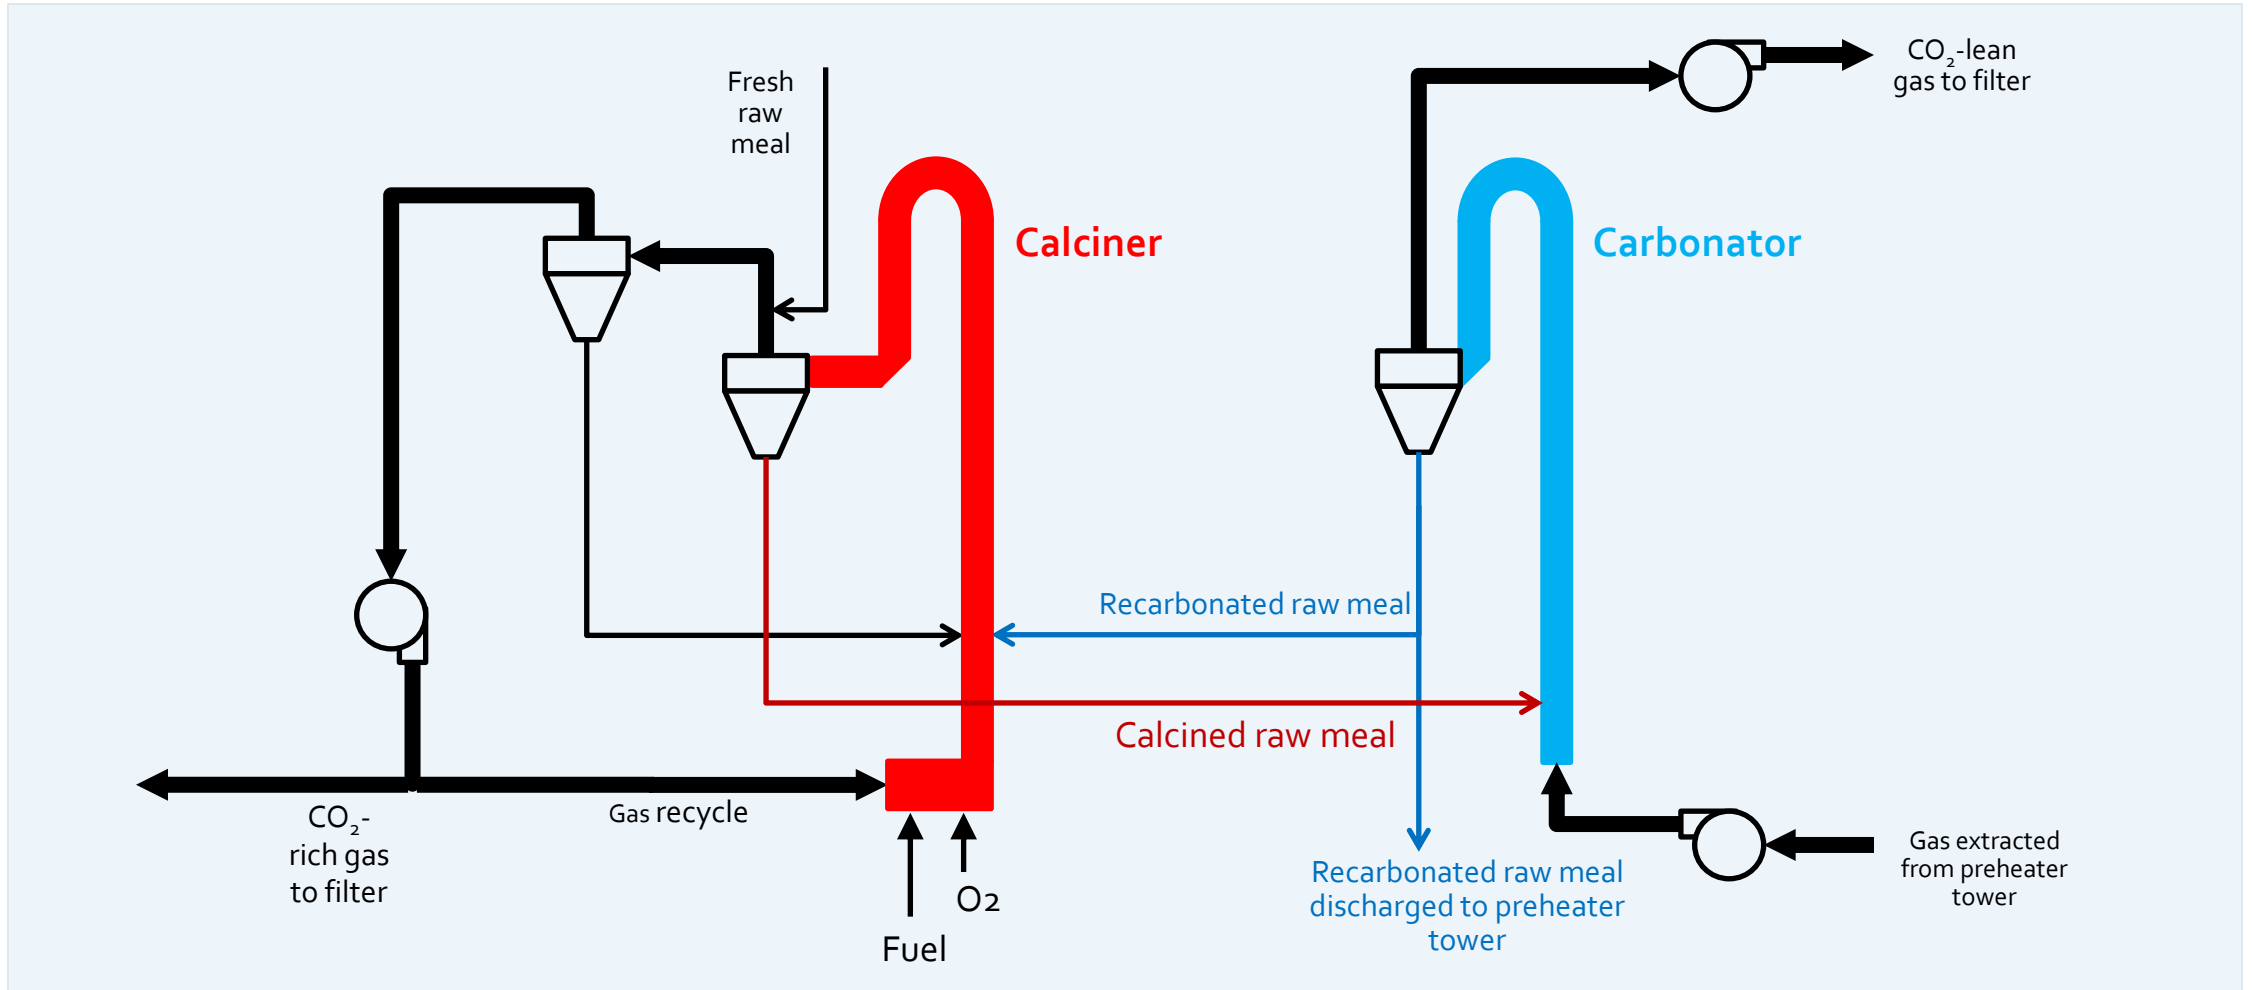 Fresh
raw
meal
CO₂-lean
gas to filter
Calciner
Carbonator
Recarbonated raw meal
Calcined raw meal
Gas recycle
CO₂-
rich gas
to filter
O2
Fuel
Recarbonated raw meal
discharged to preheater
tower
Gas extracted
from preheater
tower